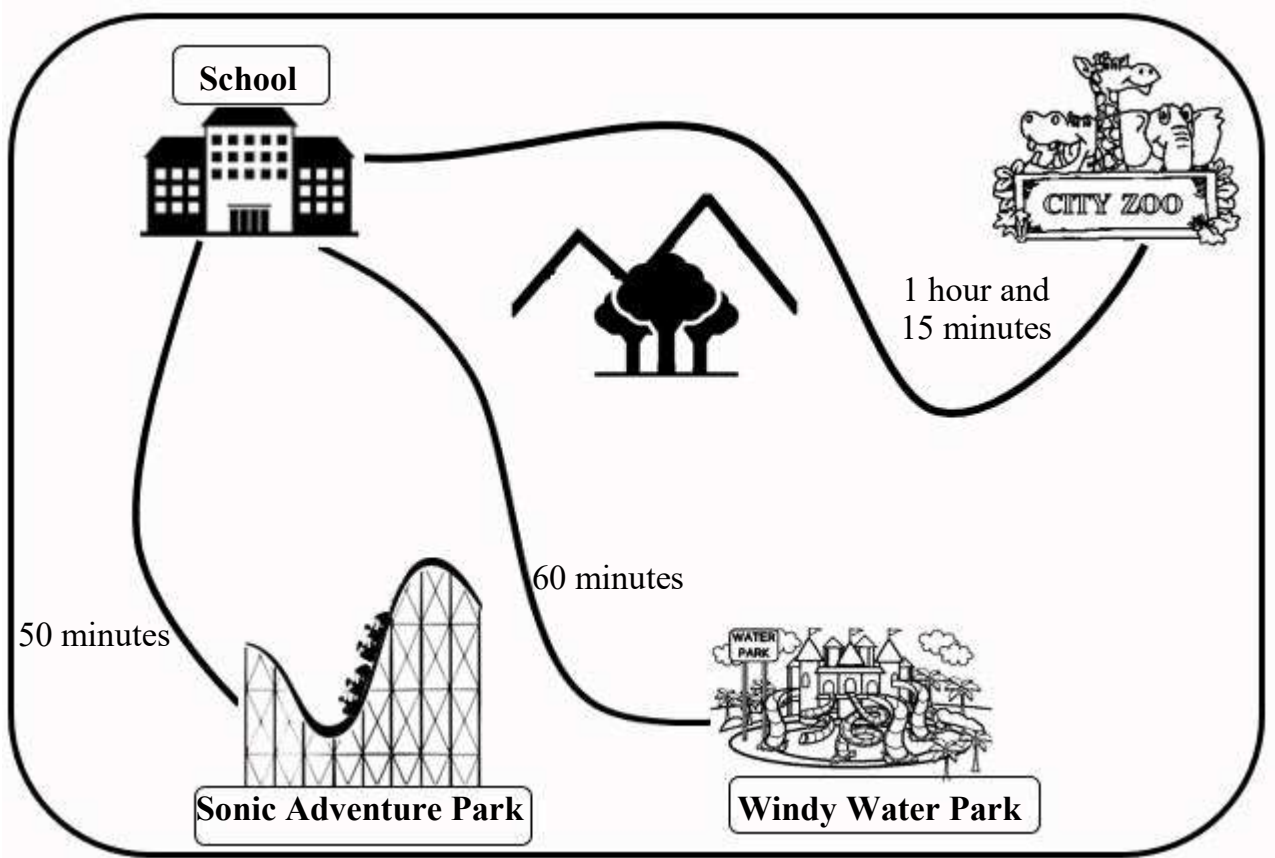 School
CITY ZOO
1 hour and
15 minutes
60 minutes
50 minutes
WATER
PARK
Sonic Adventure Park
Windy Water Park